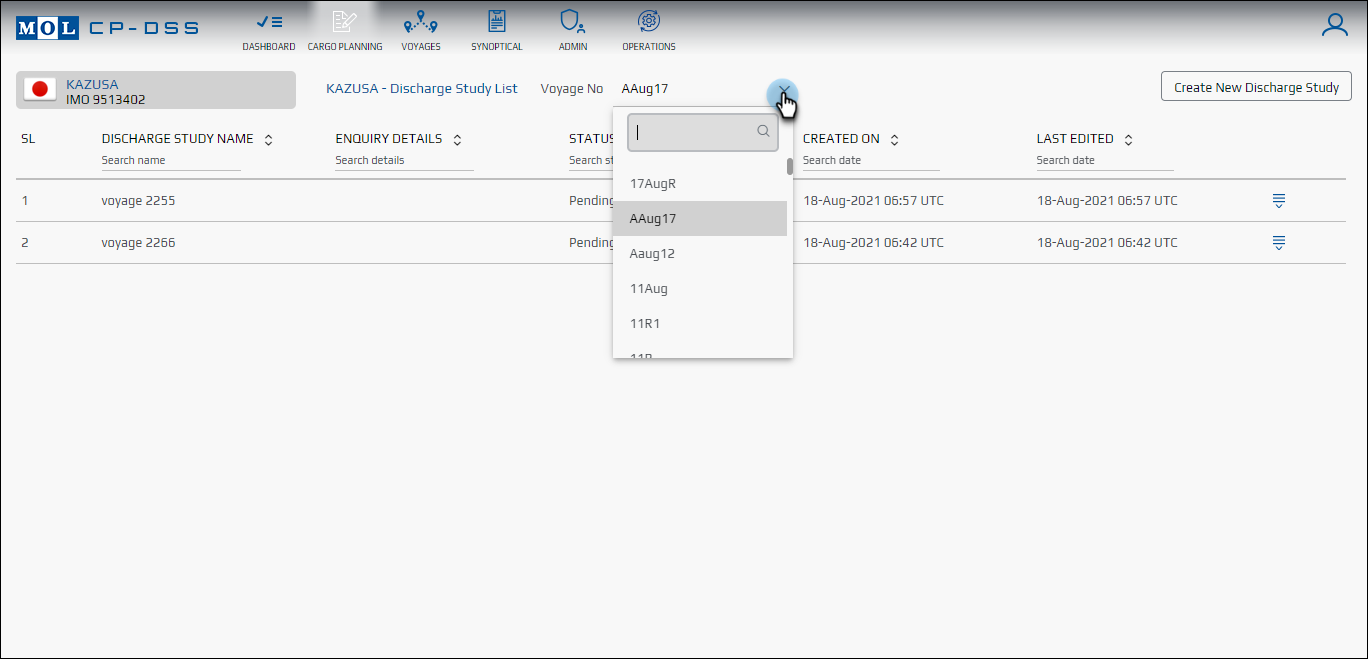 MOL CP-DSS
DASHBOARD
CARGO PLANNING
VOYAGES
SYNOPTICAL
ADMIN
OPERATIONS
KAZUSA
IMO 9513402
KAZUSA - Discharge Study List
Voyage No
AAug17
Create New Discharge Study
SL
DISCHARGE STUDY NAME
ENQUIRY DETAILS
STATUS
CREATED ON
LAST EDITED
Search name
Search details
Search st
Search date
Search date
1
voyage 2255
Pending
18-Aug-2021 06:57 UTC
18-Aug-2021 06:57 UTC
2
voyage 2266
Pending
18-Aug-2021 06:42 UTC
18-Aug-2021 06:42 UTC
17AugR
AAug17
Aaug12
11Aug
11R1